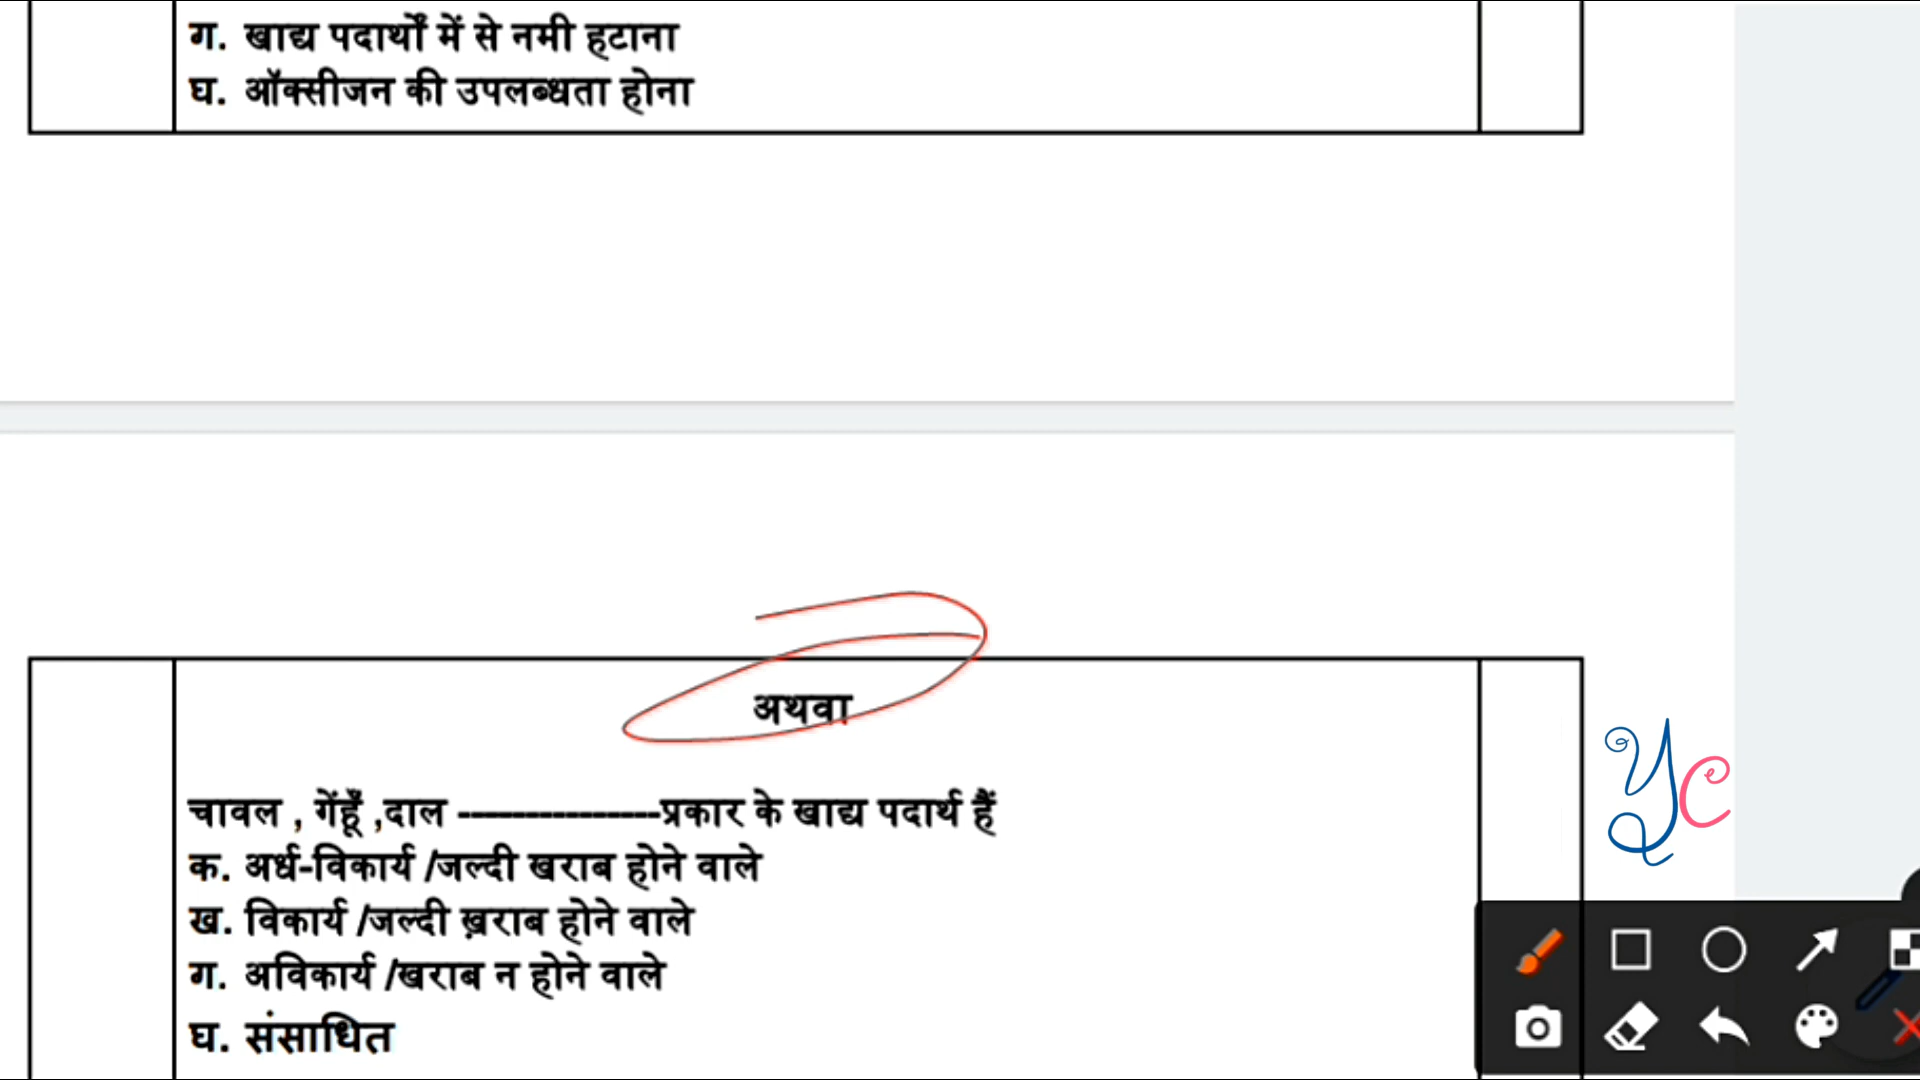 ग. खाद्य पदार्थों में से नमी हटाना
घ. ऑक्सीजन की उपलब्धता होना
अथवा
चावल , गेंहूँ ,दाल ---------------प्रकार के खाद्य पदार्थ हैं
क. अर्ध-विकार्य /जल्दी खराब होने वाले
ख. विकार्य /जल्दी ख़राब होने वाले
ग. अविकार्य /खराब न होने वाले
घ. संसाधित
YC